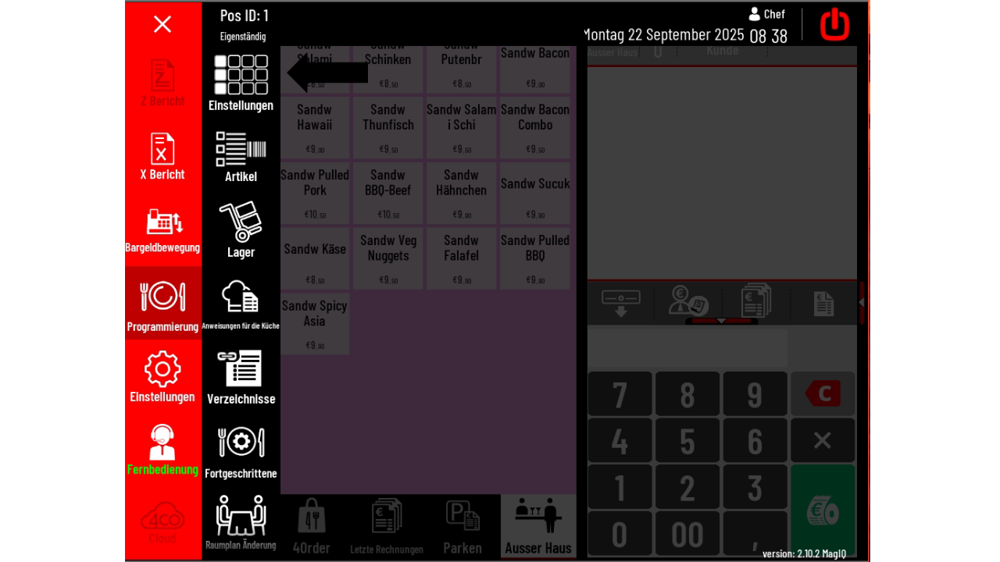 Pos ID: 1
Eigenständig
Chef
Montag 22 September 2025 08 38
Z Bericht
X Bericht
Bargeldbewegung
Programmierung
EInstellungen
Fernbedienung
4CO
Cloud
Einstellungen
Artikel
Lager
Anweisungen für die Küche
Verzeichnisse
Fortgeschrittene
Raumplan Änderung
Salami
€8,50
Schinken
€8,50
Putenbr
€8,50
Sandw Bacon
€9,00
Sandw
Hawaii
€9,00
Sandw
Thunfisch
€9,50
Sandw Salam
i Schi
€9,50
Sandw Bacon
Combo
€9,50
Sandw Pulled
Pork
€10,50
Sandw
BBQ-Beef
€10,50
Sandw
Hähnchen
€9,90
Sandw Sucuk
€9,90
Sandw Käse
€8,50
Sandw Veg
Nuggets
€9,50
Sandw
Falafel
€9,90
Sandw Pulled
BBQ
€9,90
Sandw Spicy
Asia
€9,90
40rder
Letzte Rechnungen
Parken
Ausser Haus
Ausser Haus
0
Kunde
7 8 9 C
4 5 6 ×
1 2 3
0 00 ,
version: 2.10.2 MagIQ